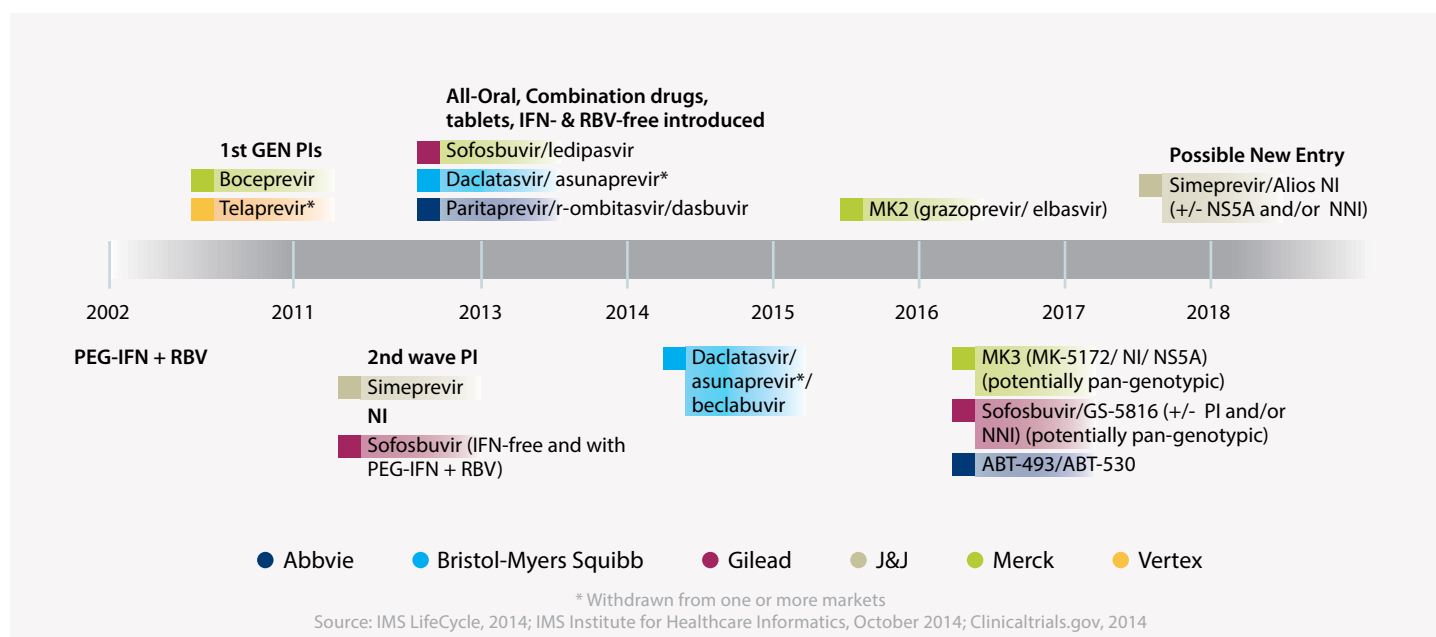 All-Oral, Combination drugs,
tablets, IFN- & RBV-free introduced
Sofosbuvir/ledipasvir
Daclatasvir/ asunaprevir*
Paritaprevir/r-ombitasvir/dasbuvir
1st GEN PIs
Boceprevir
Telaprevir*
MK2 (grazoprevir/ elbasvir)
Possible New Entry
Simeprevir/Alios NI
(+/- NS5A and/or NNI)
2002
2011
2013
2014
2015
2016
2017
2018
PEG-IFN + RBV
2nd wave PI
Simeprevir
NI
Sofosbuvir (IFN-free and with
PEG-IFN + RBV)
Daclatasvir/
asunaprevir*/
beclabuvir
MK3 (MK-5172/ NI/ NS5A)
(potentially pan-genotypic)
Sofosbuvir/GS-5816 (+/- PI and/or
NNI) (potentially pan-genotypic)
ABT-493/ABT-530
Abbvie
Bristol-Myers Squibb
Gilead
J&J
Merck
Vertex
* Withdrawn from one or more markets
Source: IMS LifeCycle, 2014; IMS Institute for Healthcare Informatics, October 2014; Clinicaltrials.gov, 2014